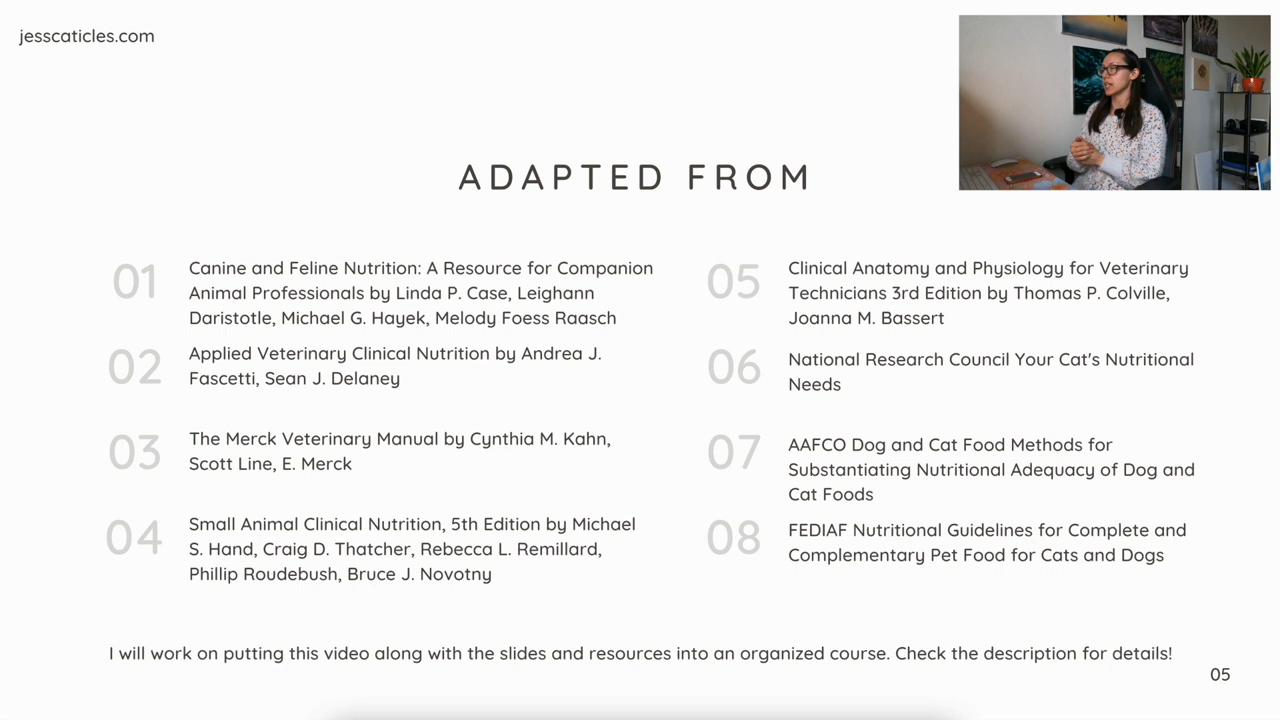 jesscaticles.com
ADAPTED FROM
01
Canine and Feline Nutrition: A Resource for Companion
Animal Professionals by Linda P. Case, Leighann
Daristotle, Michael G. Hayek, Melody Foess Raasch
02
Applied Veterinary Clinical Nutrition by Andrea J.
Fascetti, Sean J. Delaney
03
The Merck Veterinary Manual by Cynthia M. Kahn,
Scott Line, E. Merck
04
Small Animal Clinical Nutrition, 5th Edition by Michael
S. Hand, Craig D. Thatcher, Rebecca L. Remillard,
Phillip Roudebush, Bruce J. Novotny
05
Clinical Anatomy and Physiology for Veterinary
Technicians 3rd Edition by Thomas P. Colville,
Joanna M. Bassert
06
National Research Council Your Cat's Nutritional
Needs
07
AAFCO Dog and Cat Food Methods for
Substantiating Nutritional Adequacy of Dog and
Cat Foods
08
FEDIAF Nutritional Guidelines for Complete and
Complementary Pet Food for Cats and Dogs
I will work on putting this video along with the slides and resources into an organized course. Check the description for details!
05